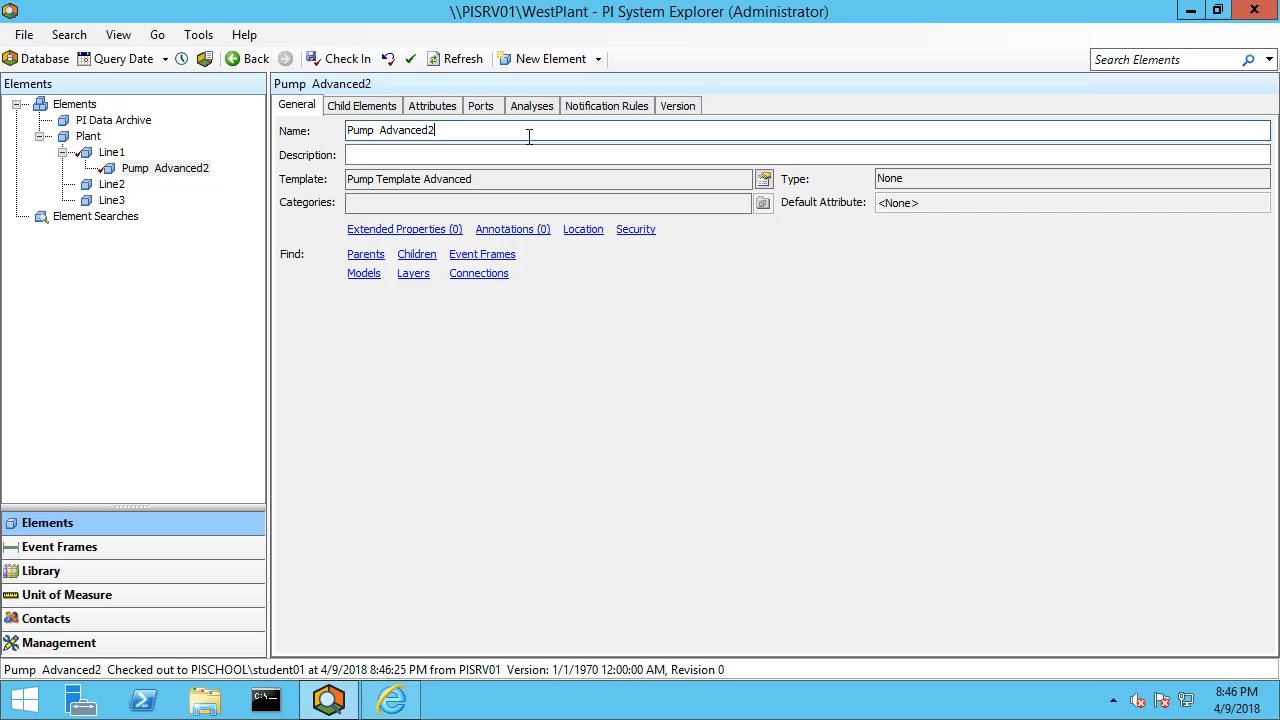 \\PISRV01\WestPlant - PI System Explorer (Administrator)
File Search View Go Tools Help
Database Query Date Back Check In Refresh New Element Search Elements
Elements
Pump  Advanced2
General Child Elements Attributes Ports Analyses Notification Rules Version
Elements
PI Data Archive
Plant
Line1
Pump  Advanced2
Line2
Line3
Element Searches
Name: Pump  Advanced2
Description:
Template: Pump Template Advanced Type: None
Categories: Default Attribute: <None>
Extended Properties (0) Annotations (0) Location Security
Find: Parents Children Event Frames
Models Layers Connections
Elements
Event Frames
Library
Unit of Measure
Contacts
Management
Pump  Advanced2  Checked out to PISCHOOL\student01 at 4/9/2018 8:46:25 PM from PISRV01  Version: 1/1/1970 12:00:00 AM, Revision 0
8:46 PM
4/9/2018